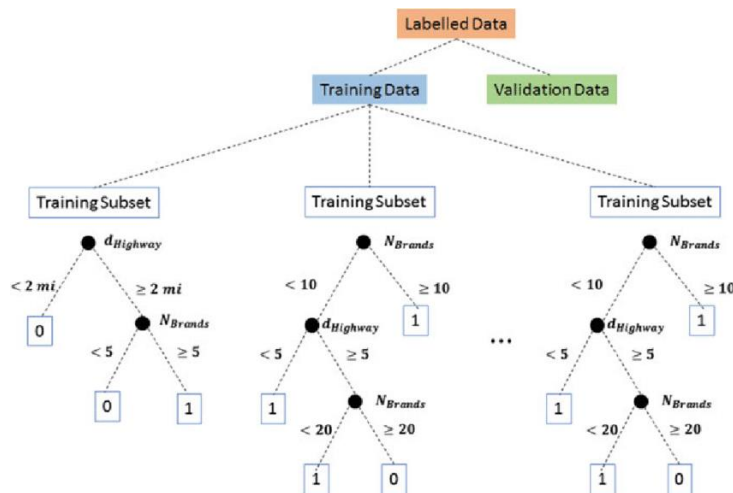 Labelled Data
Training Data Validation Data
Training Subset Training Subset Training Subset
d_Highway N_Brands N_Brands
< 2 mi ≥ 2 mi < 10 ≥ 10 < 10 ≥ 10
0 N_Brands d_Highway 1 ... d_Highway 1
< 5 ≥ 5 < 5 ≥ 5 < 5 ≥ 5
0 1 1 N_Brands 1 N_Brands
< 20 ≥ 20 < 20 ≥ 20
1 0 1 0